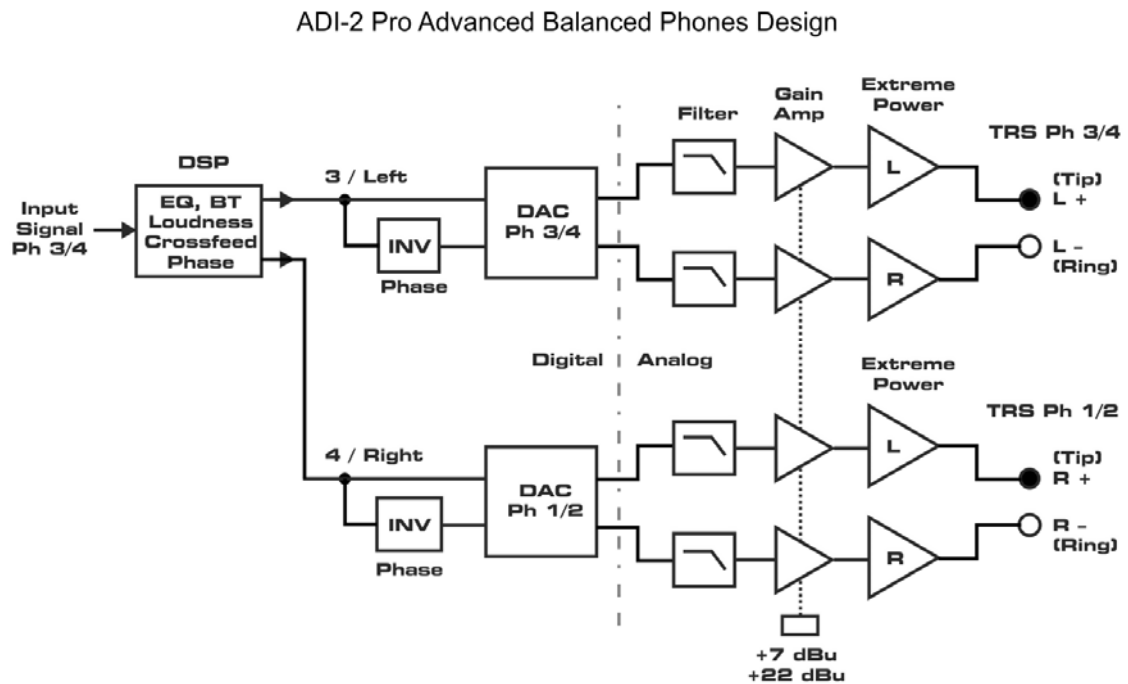 ADI-2 Pro Advanced Balanced Phones Design
Extreme
Power
Gain
Amp
Filter
TRS Ph 3/4
DSP
3 / Left
L
(Tip)
L +
Input
Signal
Ph 3/4
EQ, BT
Loudness
Crossfeed
Phase
DAC
Ph 3/4
INV
Phase
R
L -
(Ring)
Digital
Analog
Extreme
Power
TRS Ph 1/2
4 / Right
L
(Tip)
R +
DAC
Ph 1/2
INV
Phase
R
R -
(Ring)
+7 dBu
+22 dBu